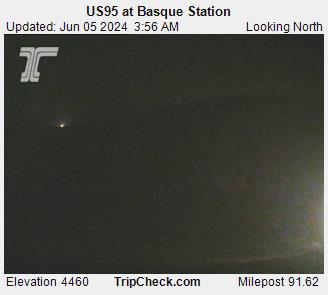 US95 at Basque Station
Updated: Jun 05 2024 3:56 AM Looking North
Elevation 4460 TripCheck.com Milepost 91.62